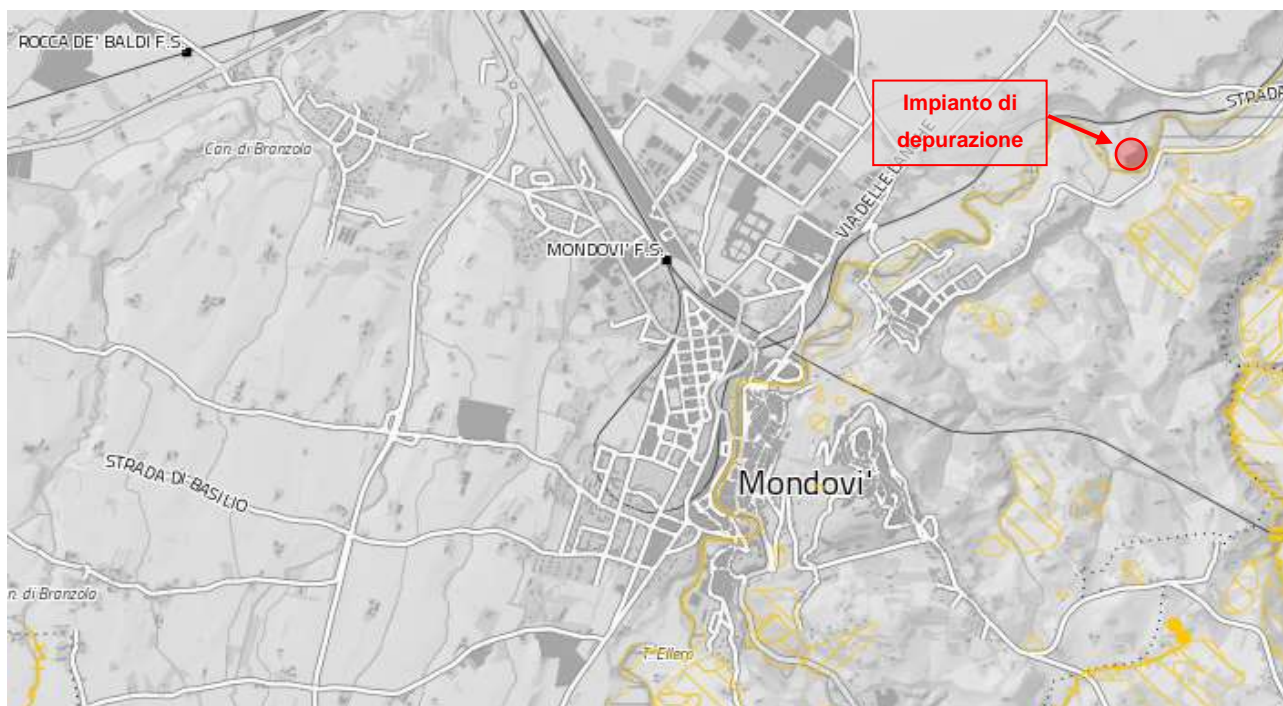 ROCCA DE' BALDI F.S.
Can. di Branzola
Impianto di
depurazione
STRADA
VIA DELLE LANGHE
MONDOVI' F.S.
STRADA DI BASILIO
Mondovi'
n. di Branzola
T. Ellero